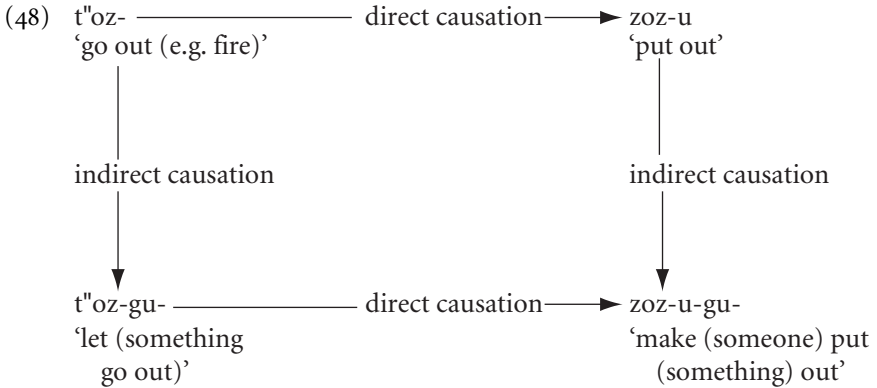 (48) t"oz- direct causation zoz-u
‘go out (e.g. fire)’ ‘put out’
indirect causation indirect causation
t"oz-gu- direct causation zoz-u-gu-
‘let (something ‘make (someone) put
go out)’ (something) out’